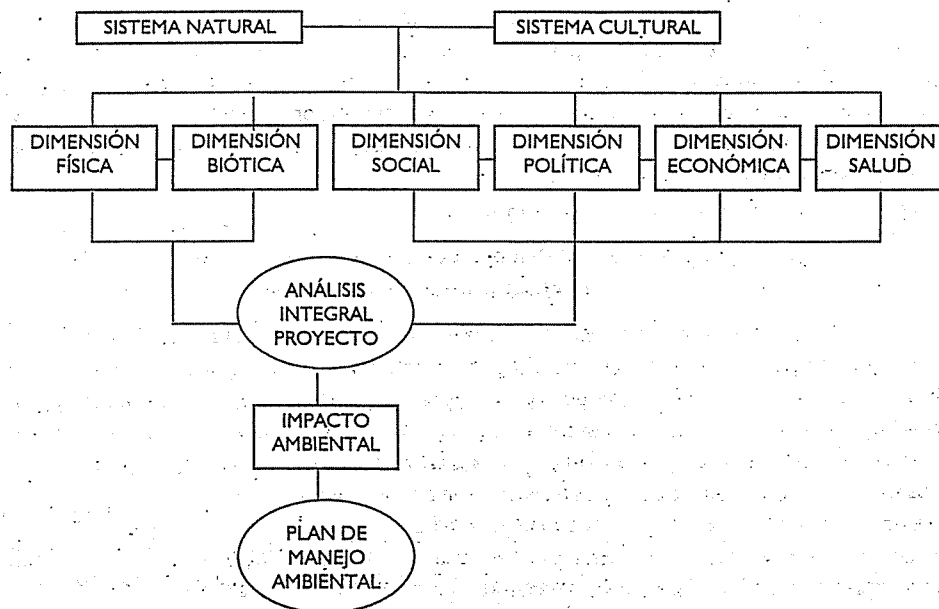 SISTEMA NATURAL
SISTEMA CULTURAL
DIMENSIÓN
FÍSICA
DIMENSIÓN
BIÓTICA
DIMENSIÓN
SOCIAL
DIMENSIÓN
POLÍTICA
DIMENSIÓN
ECONÓMICA
DIMENSIÓN
SALUD
ANÁLISIS
INTEGRAL
PROYECTO
IMPACTO
AMBIENTAL
PLAN DE
MANEJO
AMBIENTAL